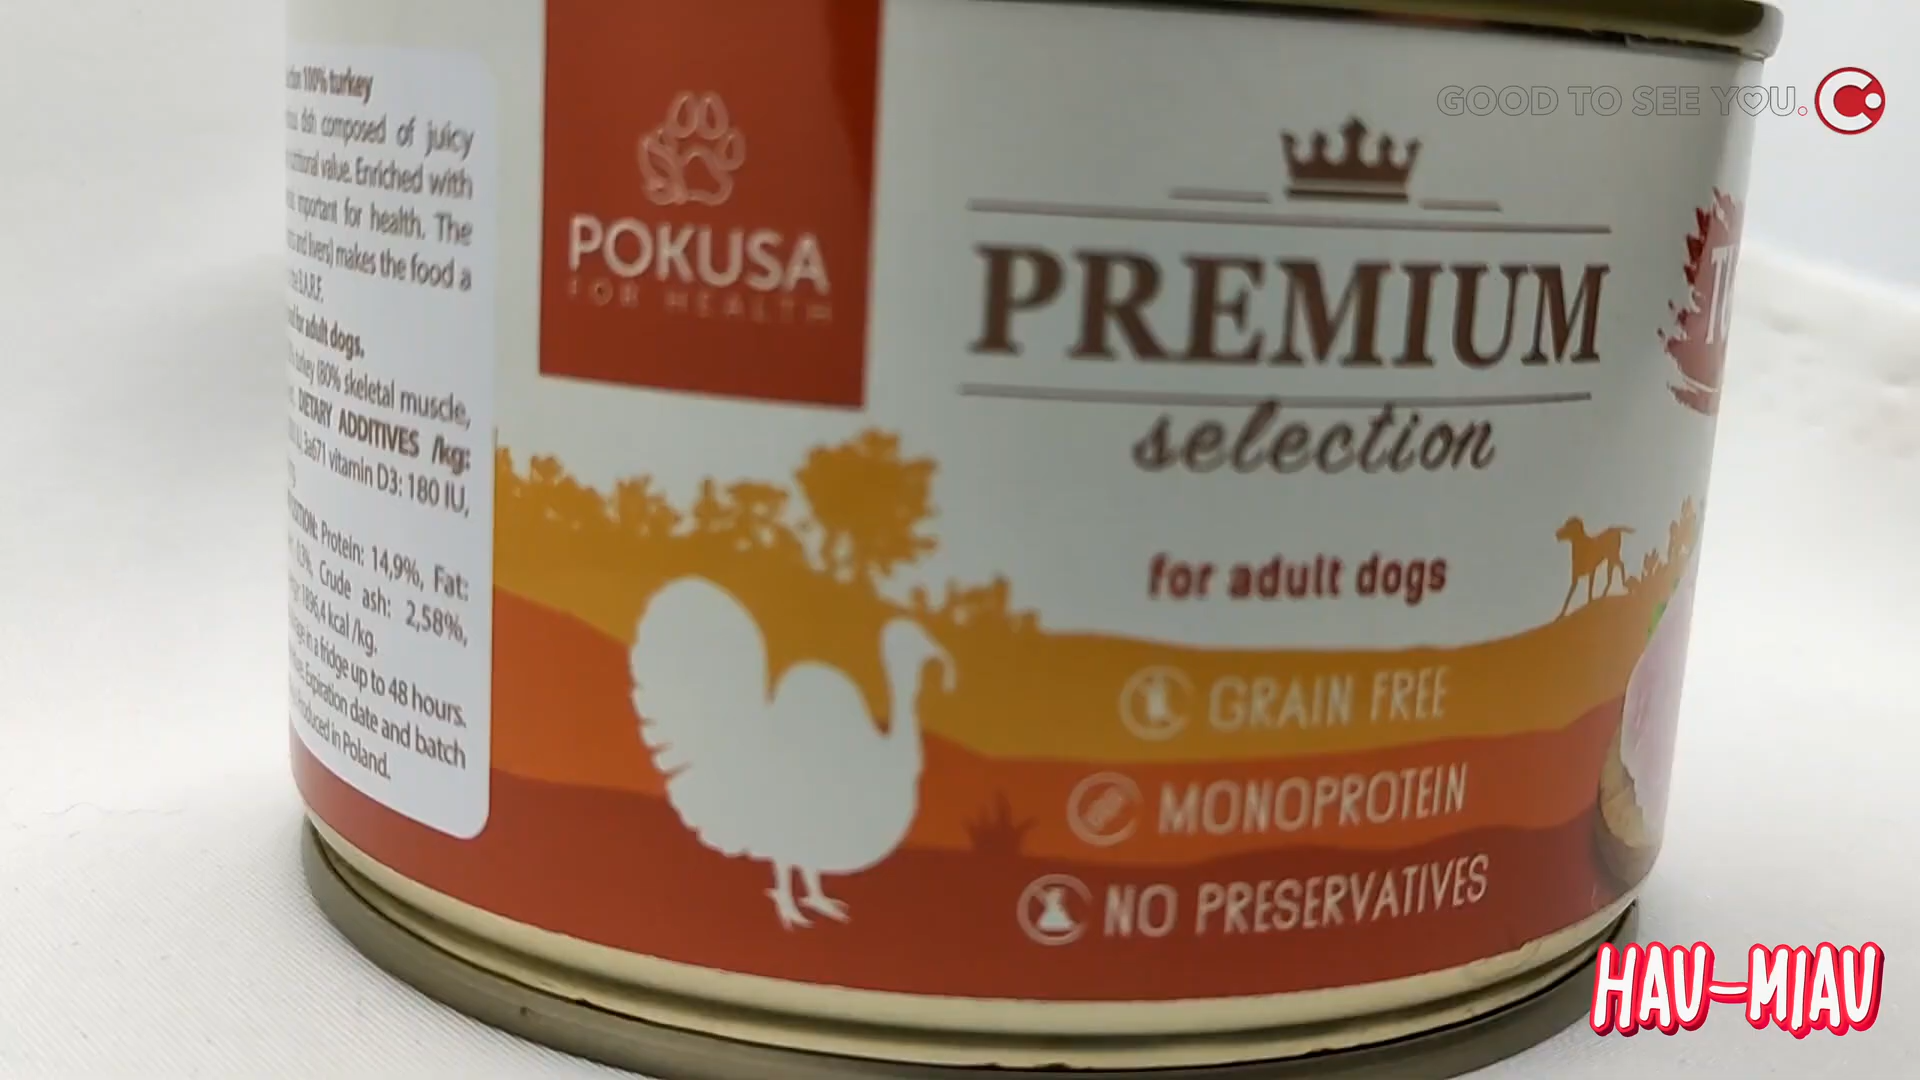 100% turkey
dish composed of juicy
value. Enriched with
important for health. The
and livers) makes the food a
B.A.R.F.
for adult dogs.
turkey (80% skeletal muscle,
DIETARY ADDITIVES /kg:
3a671 vitamin D3: 180 IU,
Protein: 14,9%, Fat:
Crude ash: 2,58%,
1896,4 kcal /kg.
in a fridge up to 48 hours.
Expiration date and batch
Produced in Poland.
POKUSA
FOR HEALTH
PREMIUM
selection
for adult dogs
GRAIN FREE
MONOPROTEIN
NO PRESERVATIVES
GOOD TO SEE YOU.
HAU-MIAU